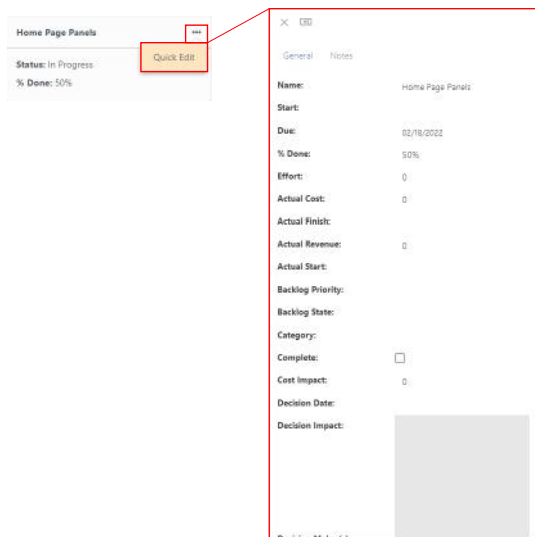 Home Page Panels
Quick Edit
Status: In Progress
% Done: 50%
General Notes
Name: Home Page Panels
Start:
Due: 02/18/2022
% Done: 50%
Effort: 0
Actual Cost: 0
Actual Finish:
Actual Revenue: 0
Actual Start:
Backlog Priority:
Backlog State:
Category:
Complete:
Cost Impact: 0
Decision Date:
Decision Impact: